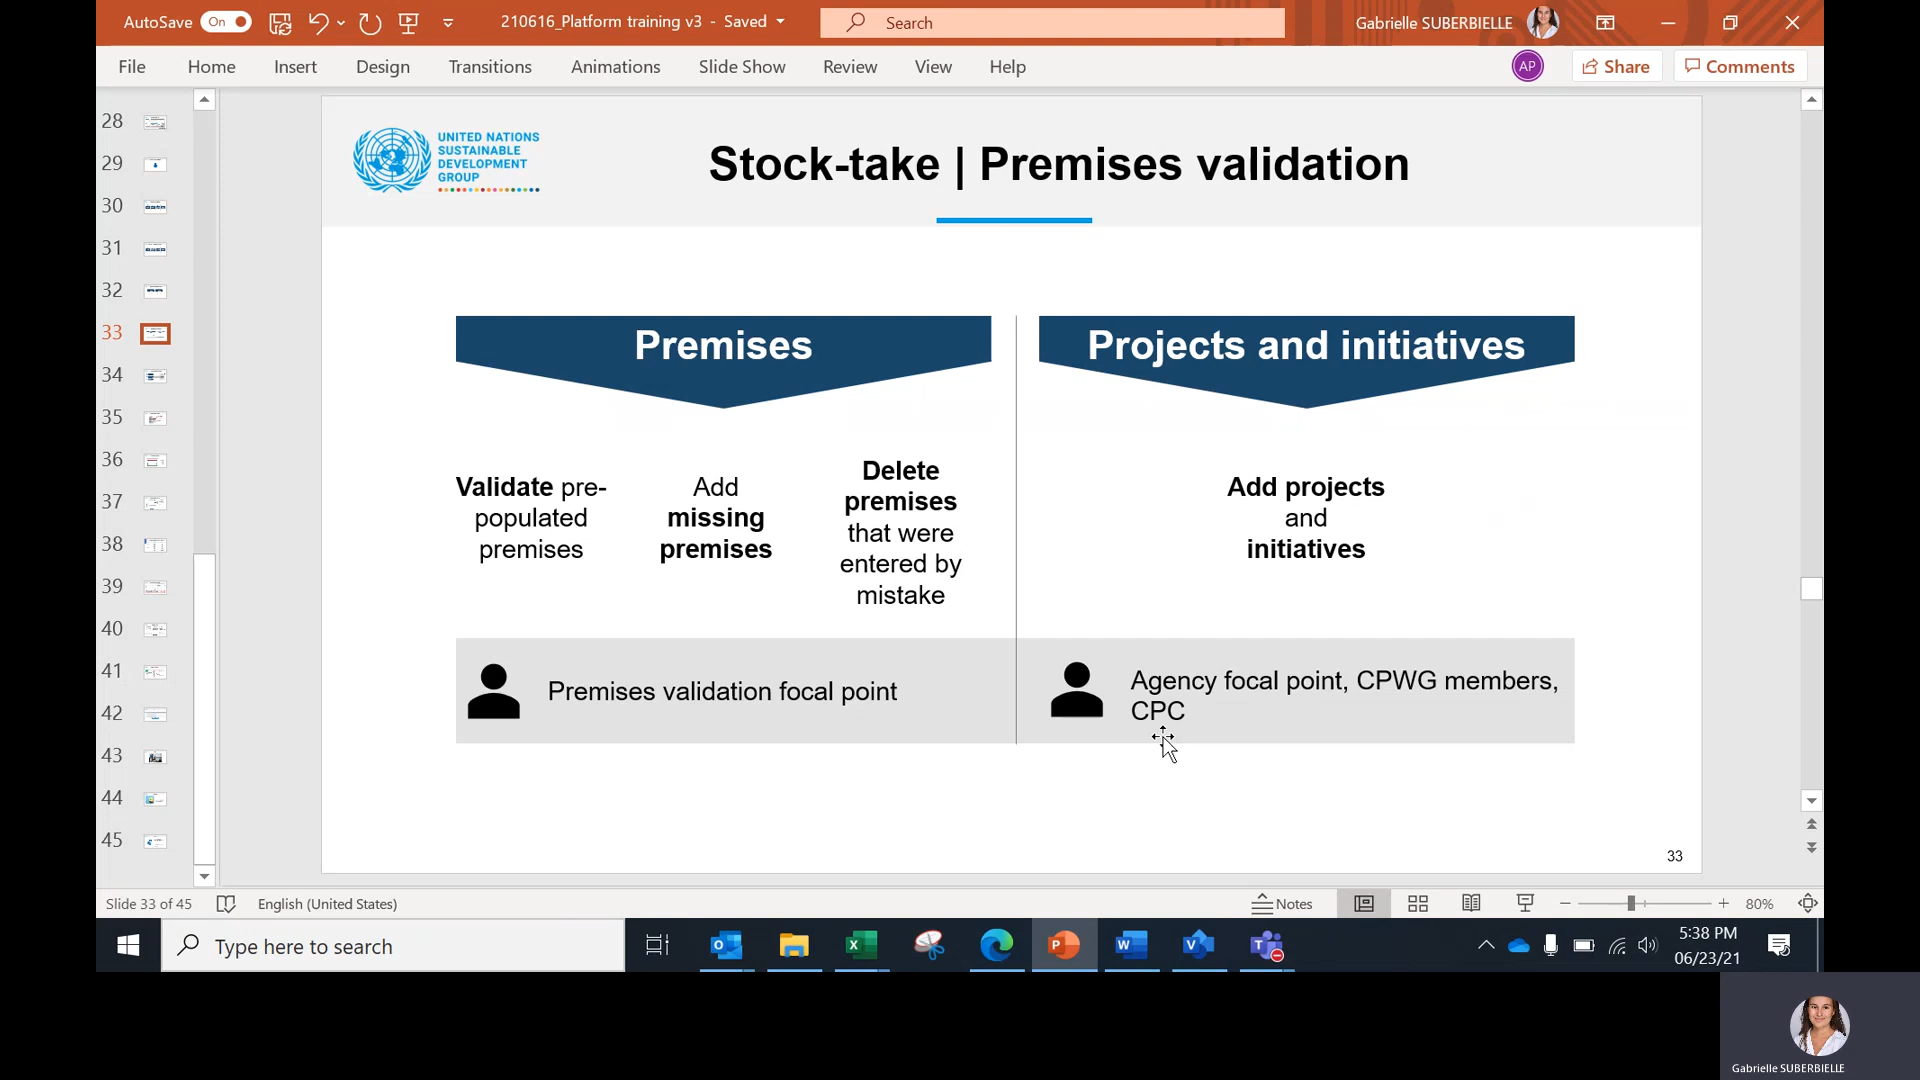 AutoSave On 210616_Platform training v3 - Saved Search Gabrielle SUBERBIELLE
File Home Insert Design Transitions Animations Slide Show Review View Help AP Share Comments
28
29
30
31
32
33
34
35
36
37
38
39
40
41
42
43
44
45
UNITED NATIONS
SUSTAINABLE
DEVELOPMENT
GROUP
Stock-take | Premises validation
Premises
Validate pre-
populated
premises
Add
missing
premises
Delete
premises
that were
entered by
mistake
Premises validation focal point
Projects and initiatives
Add projects
and
initiatives
Agency focal point, CPWG members,
CPC
33
Slide 33 of 45 English (United States) Notes 80%
Type here to search
5:38 PM
06/23/21
Gabrielle SUBERBIELLE